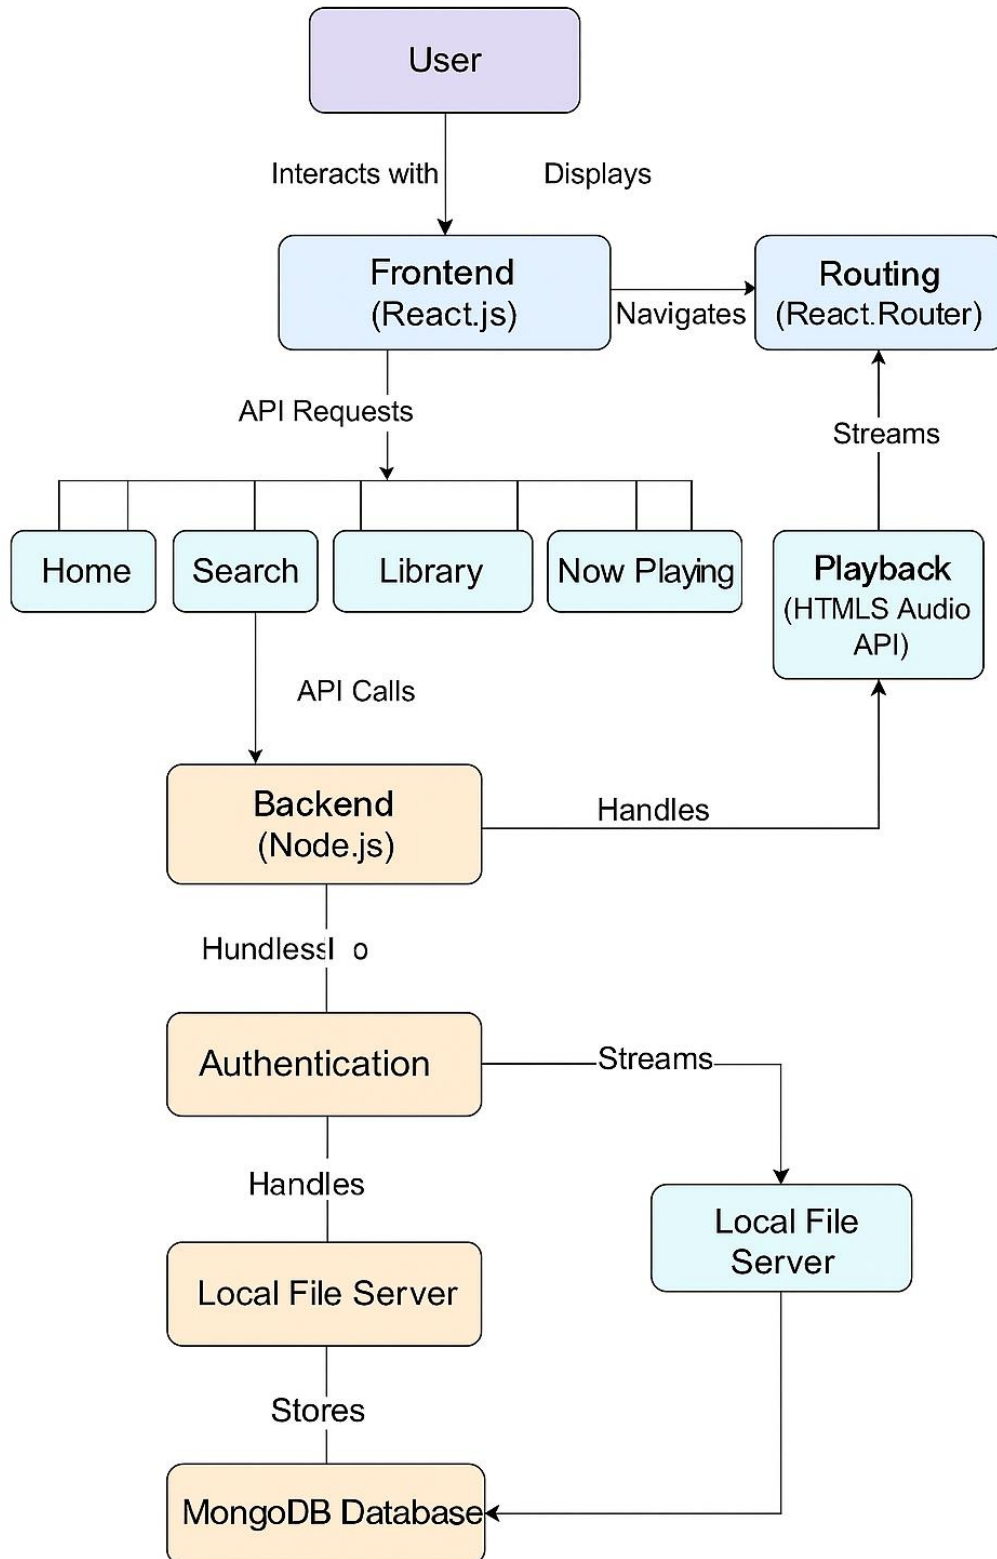 User
Interacts with
Displays
Frontend
(React.js)
Navigates
Routing
(React.Router)
API Requests
Streams
Home
Search
Library
Now Playing
Playback
(HTMLS Audio
API)
API Calls
Backend
(Node.js)
Handles
Hundlessl o
Authentication
Streams
Handles
Local File
Server
Local File Server
Stores
MongoDB Database